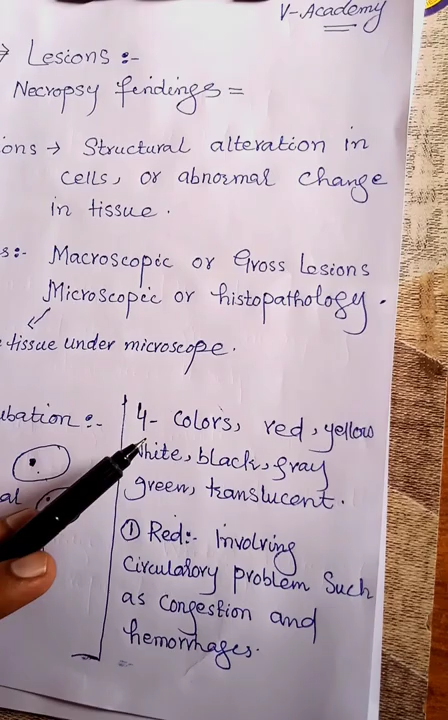 V-Academy
→ Lesions :-
Necropsy findings =
ons → Structural alteration in
cells, or abnormal change
in tissue.
s:- Macroscopic or Gross Lesions
Microscopic or histopathology.
tissue under microscope.
ubation :-
al
4- Colors, red, yellow
white, black, gray
green, translucent.
① Red:- Involving
Circulatory problem Such
as Congestion and
hemorrhages.